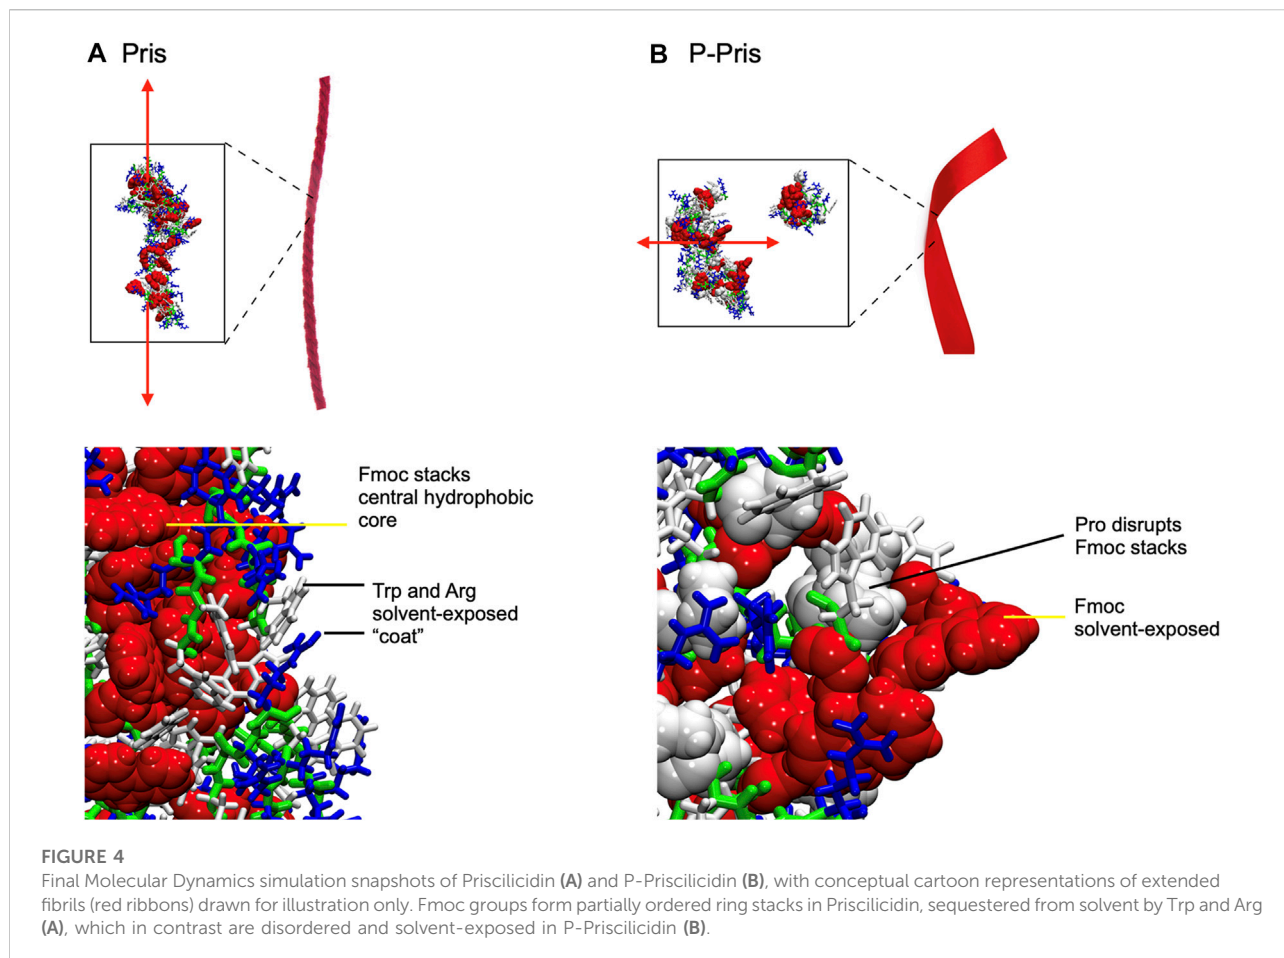 A Pris
B P-Pris
Fmoc stacks
central hydrophobic
core
Trp and Arg
solvent-exposed
“coat”
Pro disrupts
Fmoc stacks
Fmoc
solvent-exposed
FIGURE 4
Final Molecular Dynamics simulation snapshots of Priscilicidin (A) and P-Priscilicidin (B), with conceptual cartoon representations of extended
fibrils (red ribbons) drawn for illustration only. Fmoc groups form partially ordered ring stacks in Priscilicidin, sequestered from solvent by Trp and Arg
(A), which in contrast are disordered and solvent-exposed in P-Priscilicidin (B).